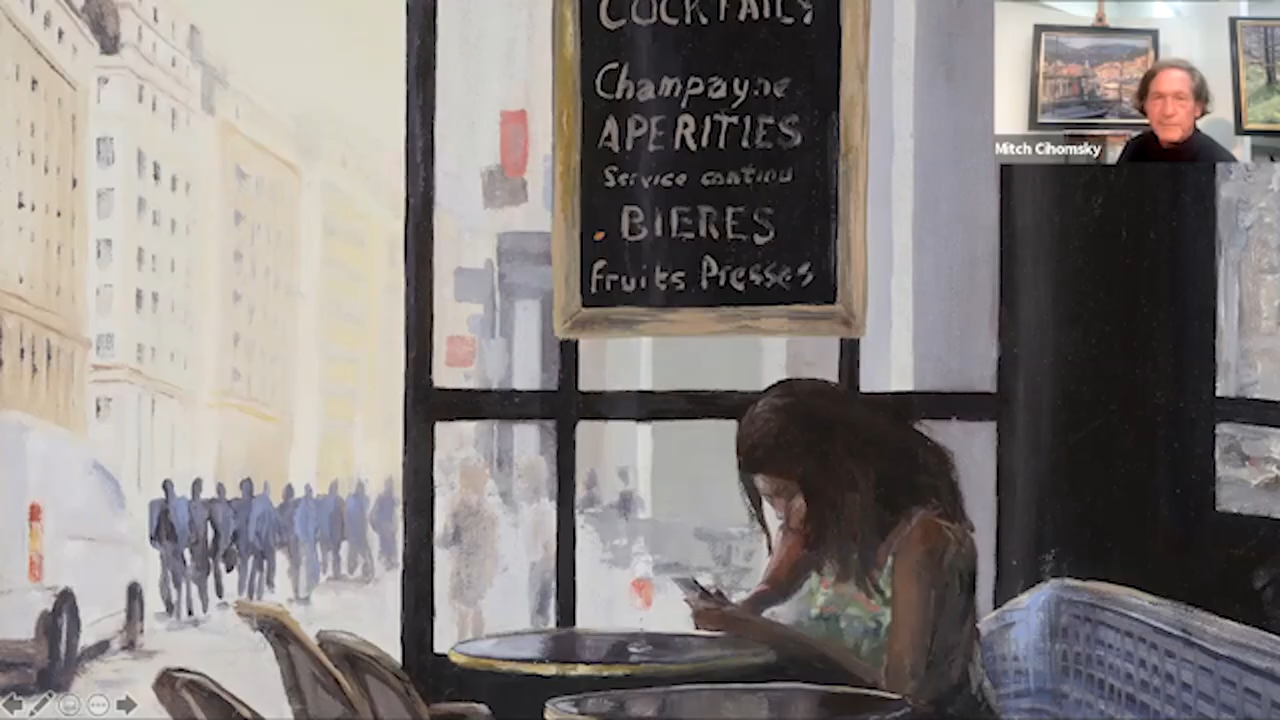 COCKTAILS
Champagne
APERITIES
Service continu
BIERES
Fruits Presses
Mitch Cihomsky